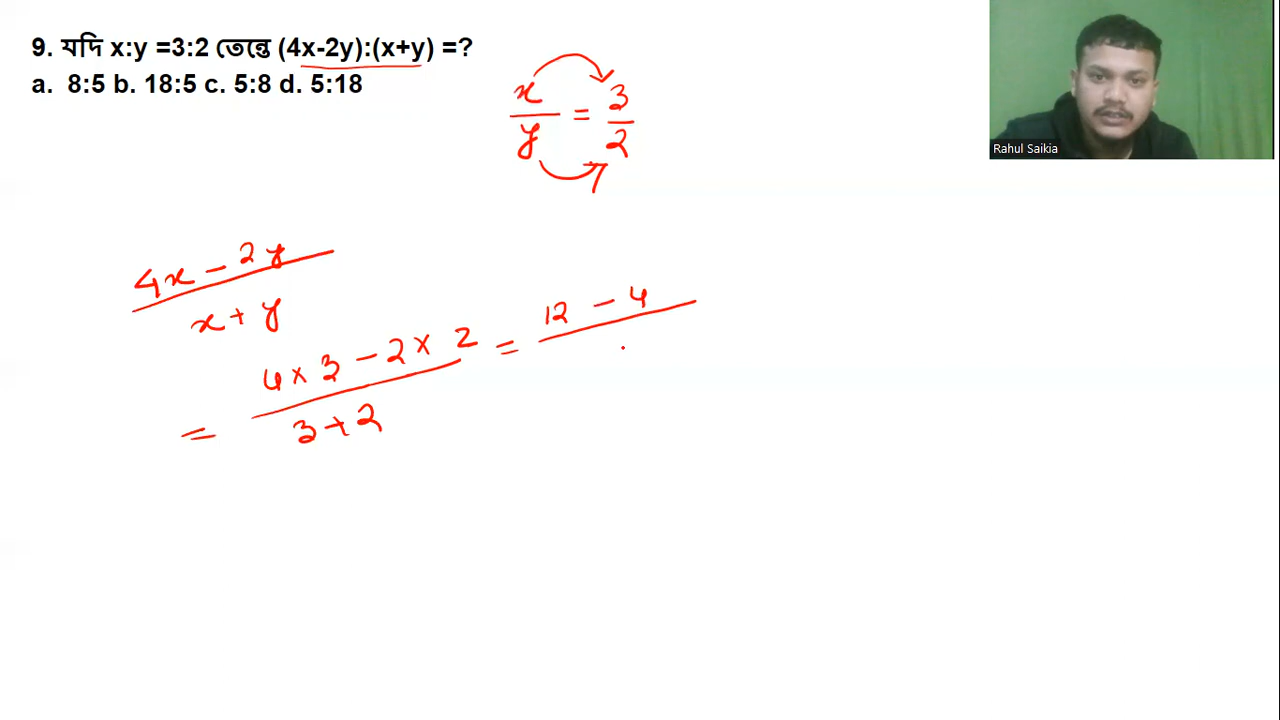 9. যদি x:y =3:2 তেন্তে (4x-2y):(x+y) =?
a. 8:5 b. 18:5 c. 5:8 d. 5:18
x/y = 3/2
Rahul Saikia
4x - 2y
x + y
= (4 × 3 - 2 × 2)/(3 + 2) = 12 - 4